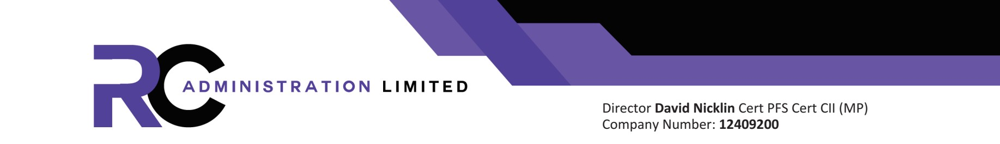 RC
ADMINISTRATION LIMITED
Director David Nicklin Cert PFS Cert CII (MP)
Company Number: 12409200